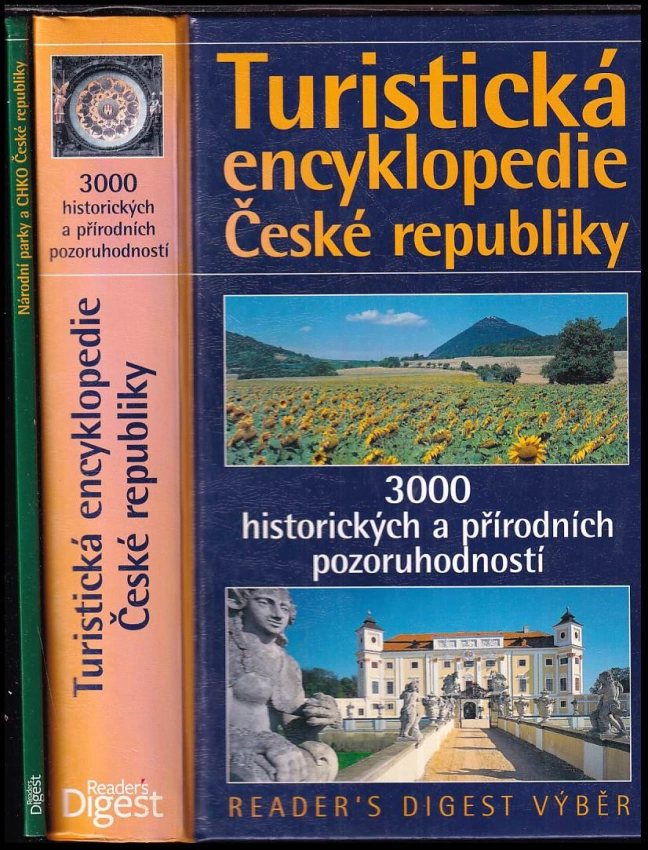 Národní parky a CHKO České republiky
Reader's
Digest
3000
historických
a přírodních
pozoruhodností
Turistická encyklopedie
České republiky
Reader's
Digest
Turistická
encyklopedie
České republiky
3000
historických a přírodních
pozoruhodností
READER'S DIGEST VÝBĚR